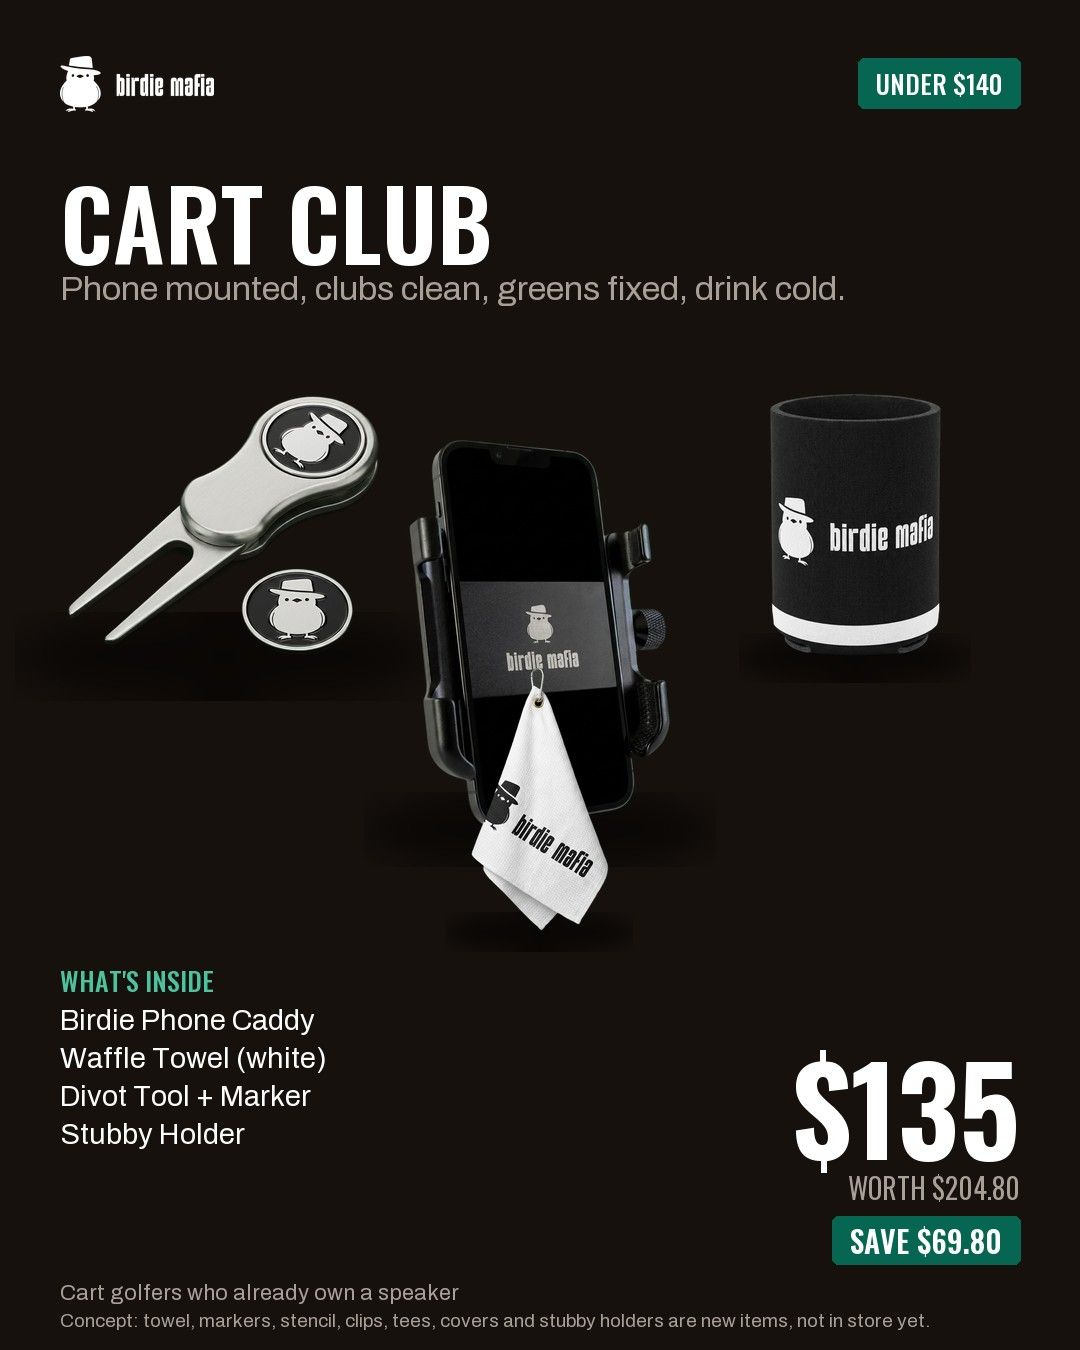 birdie mafia
UNDER $140
CART CLUB
Phone mounted, clubs clean, greens fixed, drink cold.
birdie mafia
birdie mafia
birdie mafia
WHAT'S INSIDE
Birdie Phone Caddy
Waffle Towel (white)
Divot Tool + Marker
Stubby Holder
$135
WORTH $204.80
SAVE $69.80
Cart golfers who already own a speaker
Concept: towel, markers, stencil, clips, tees, covers and stubby holders are new items, not in store yet.